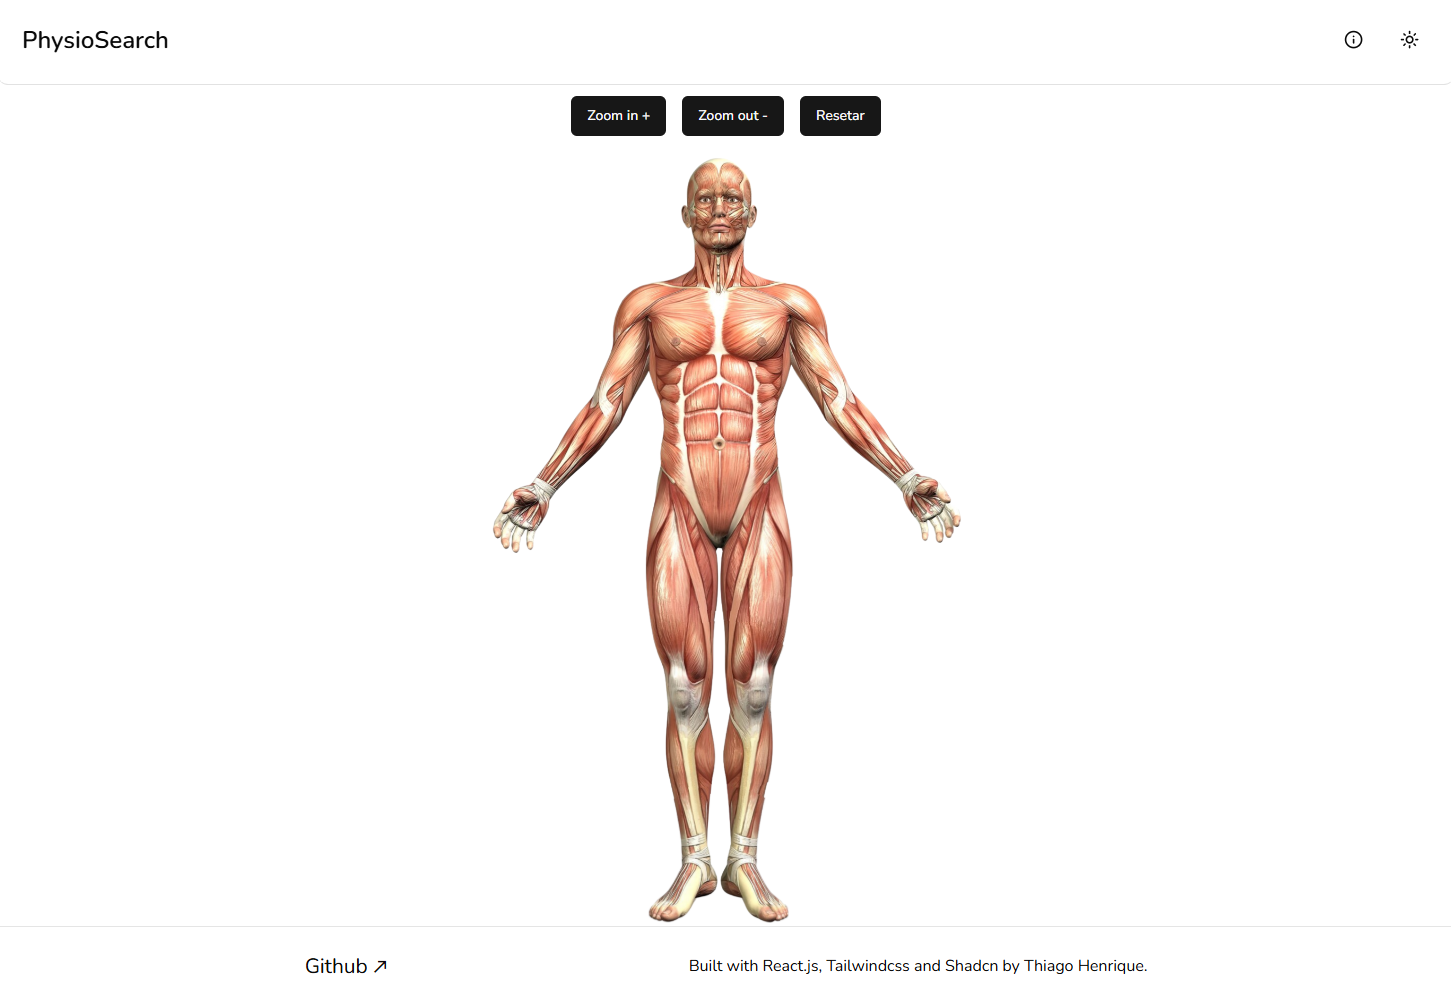 PhysioSearch
Zoom in +
Zoom out -
Resetar
Github ↗
Built with React.js, Tailwindcss and Shadcn by Thiago Henrique.